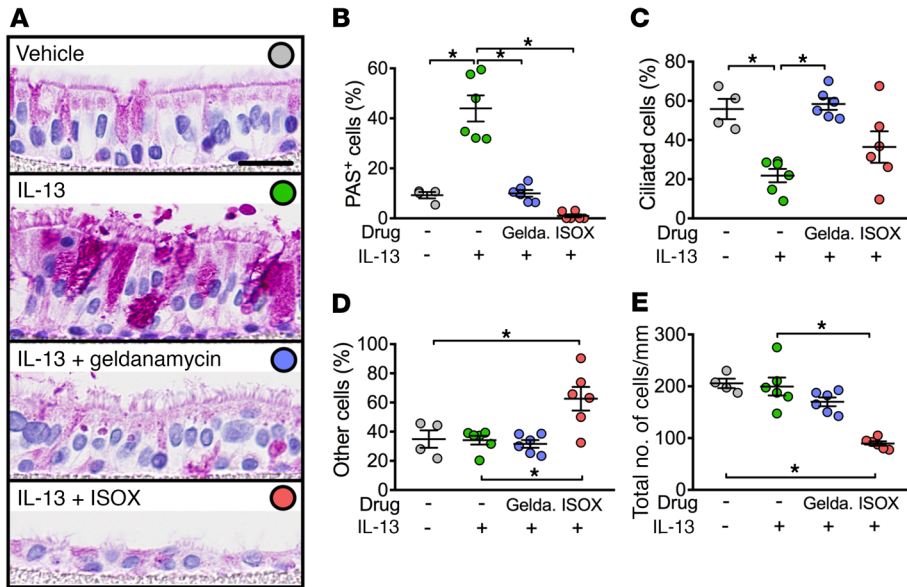 A
Vehicle
IL-13
IL-13 + geldanamycin
IL-13 + ISOX
B
* * *
PAS+ cells (%)
60
40
20
0
Drug - - Gelda. ISOX
IL-13 - + + +
C
* *
Ciliated cells (%)
80
60
40
20
0
Drug - - Gelda. ISOX
IL-13 - + + +
D
*
*
Other cells (%)
100
80
60
40
20
0
Drug - - Gelda. ISOX
IL-13 - + + +
E
*
*
Total no. of cells/mm
300
200
100
0
Drug - - Gelda. ISOX
IL-13 - + + +